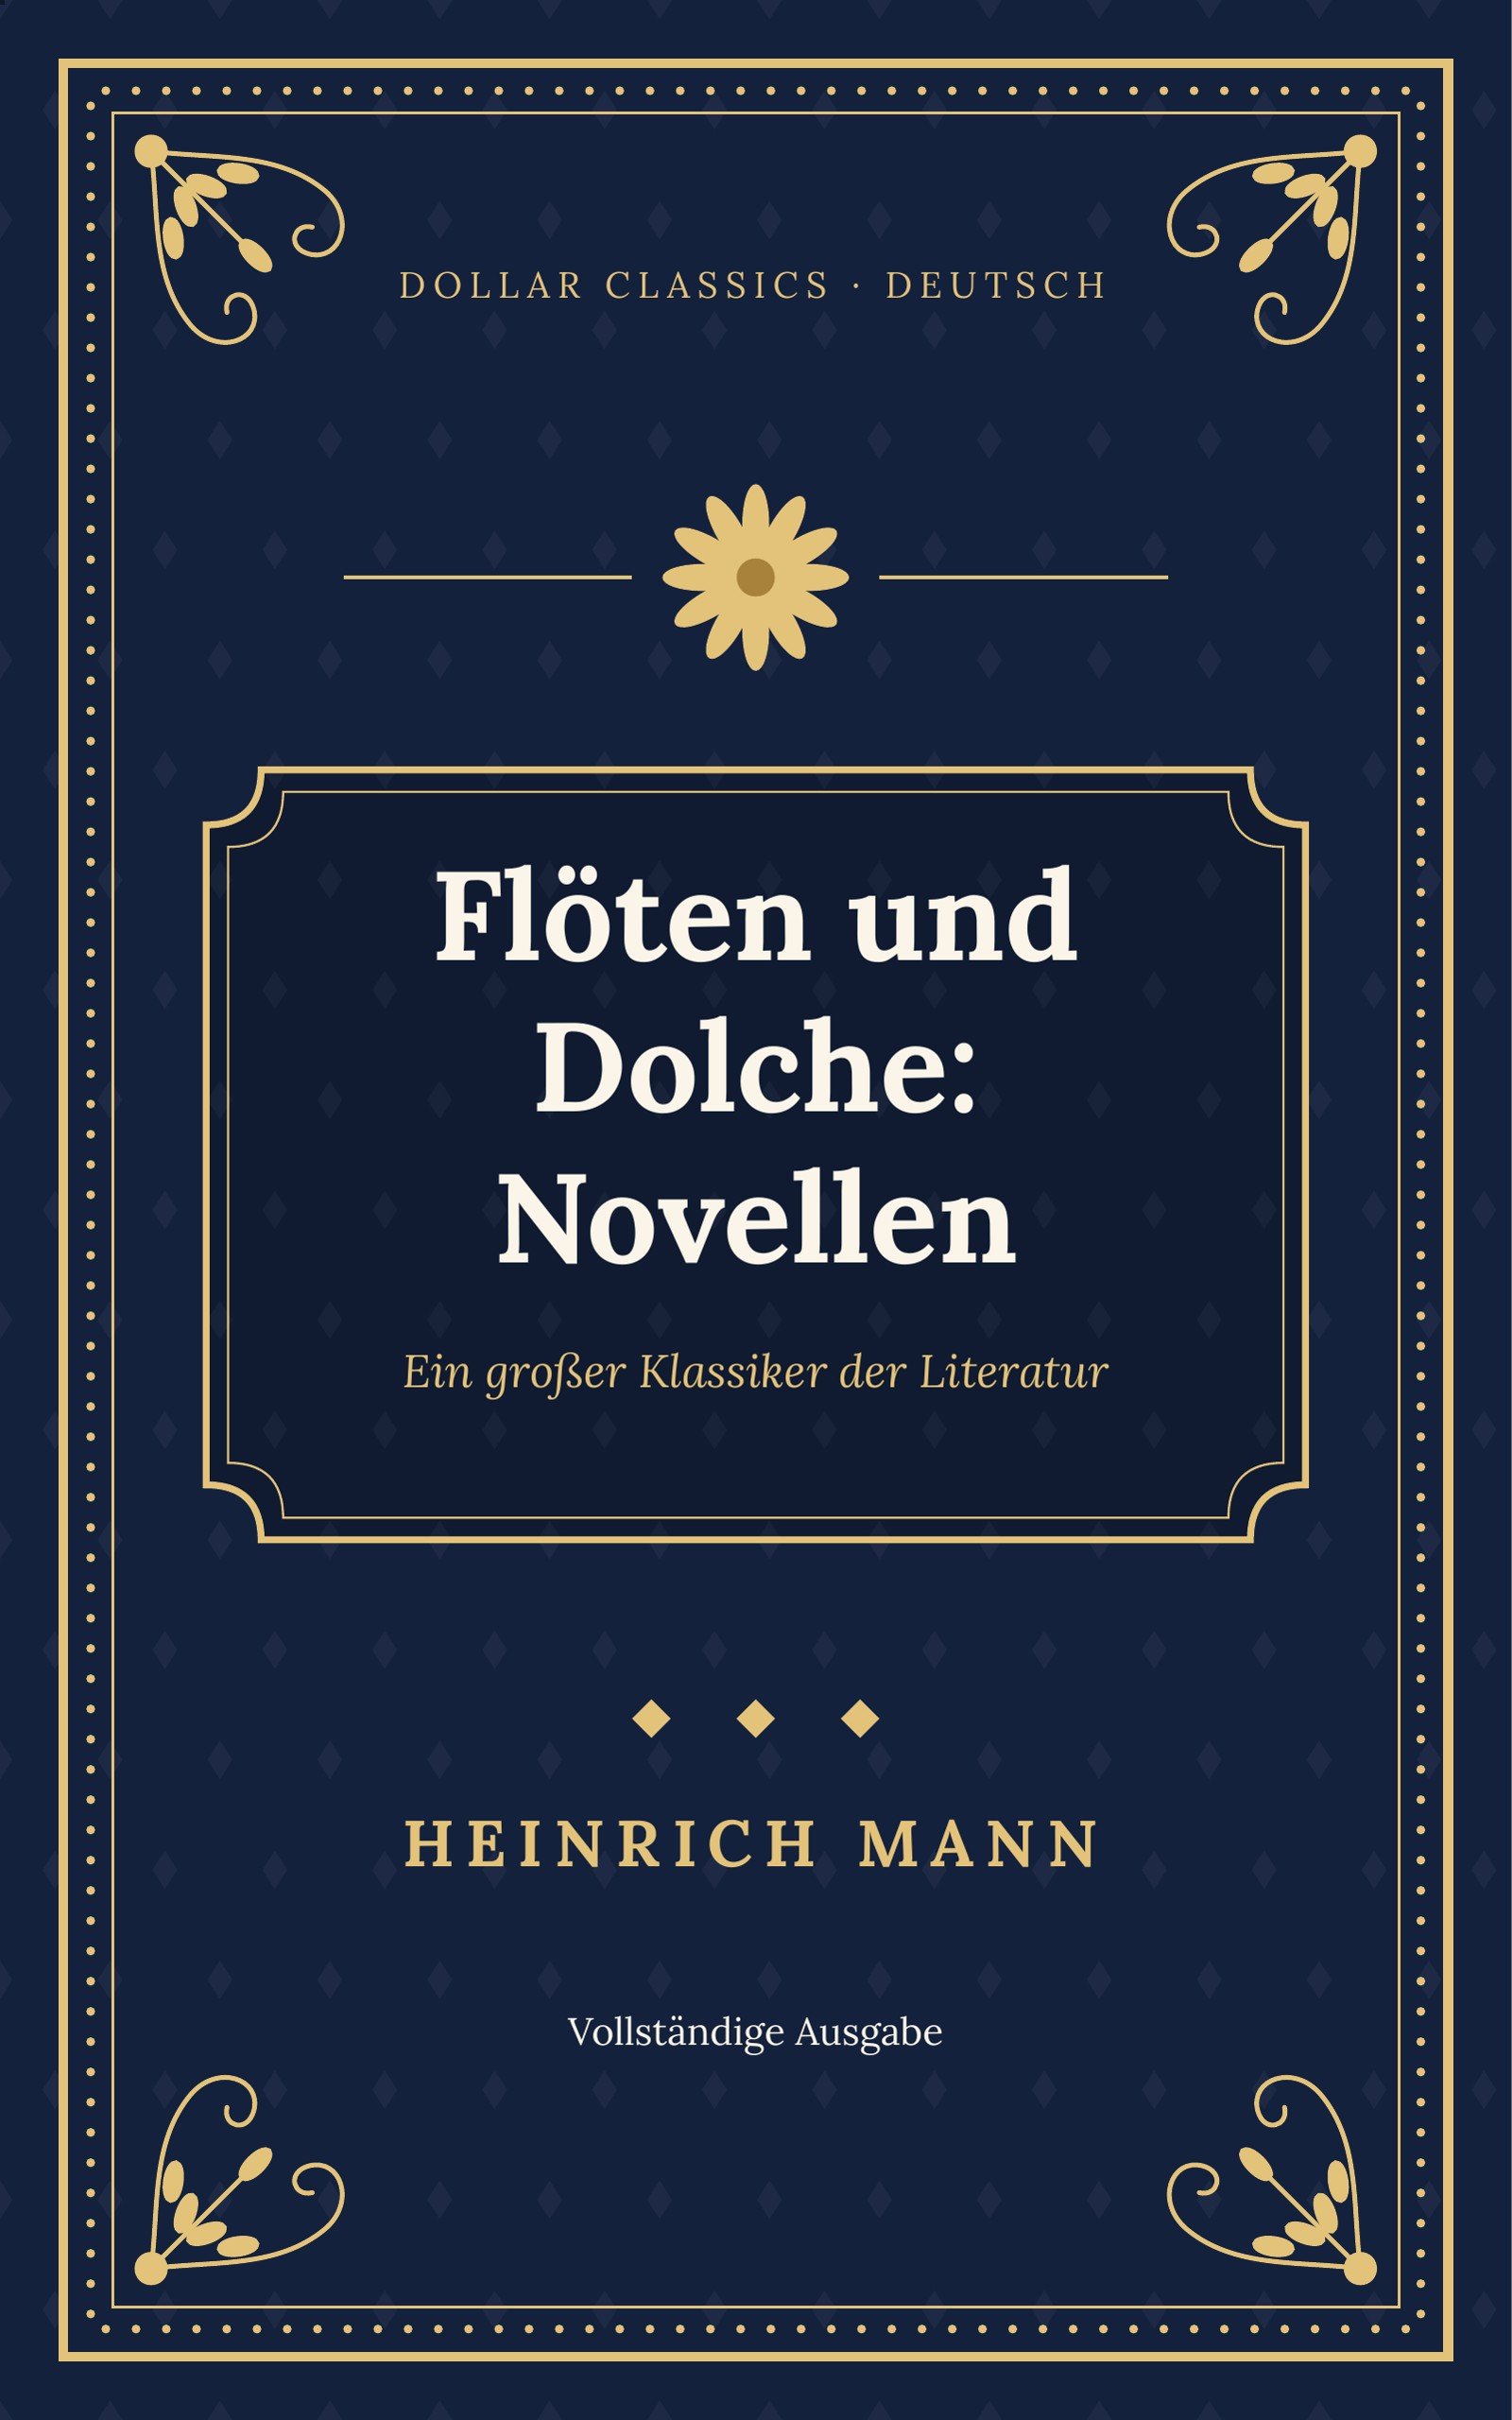 DOLLAR CLASSICS · DEUTSCH
Flöten und
Dolche:
Novellen
Ein großer Klassiker der Literatur
HEINRICH MANN
Vollständige Ausgabe